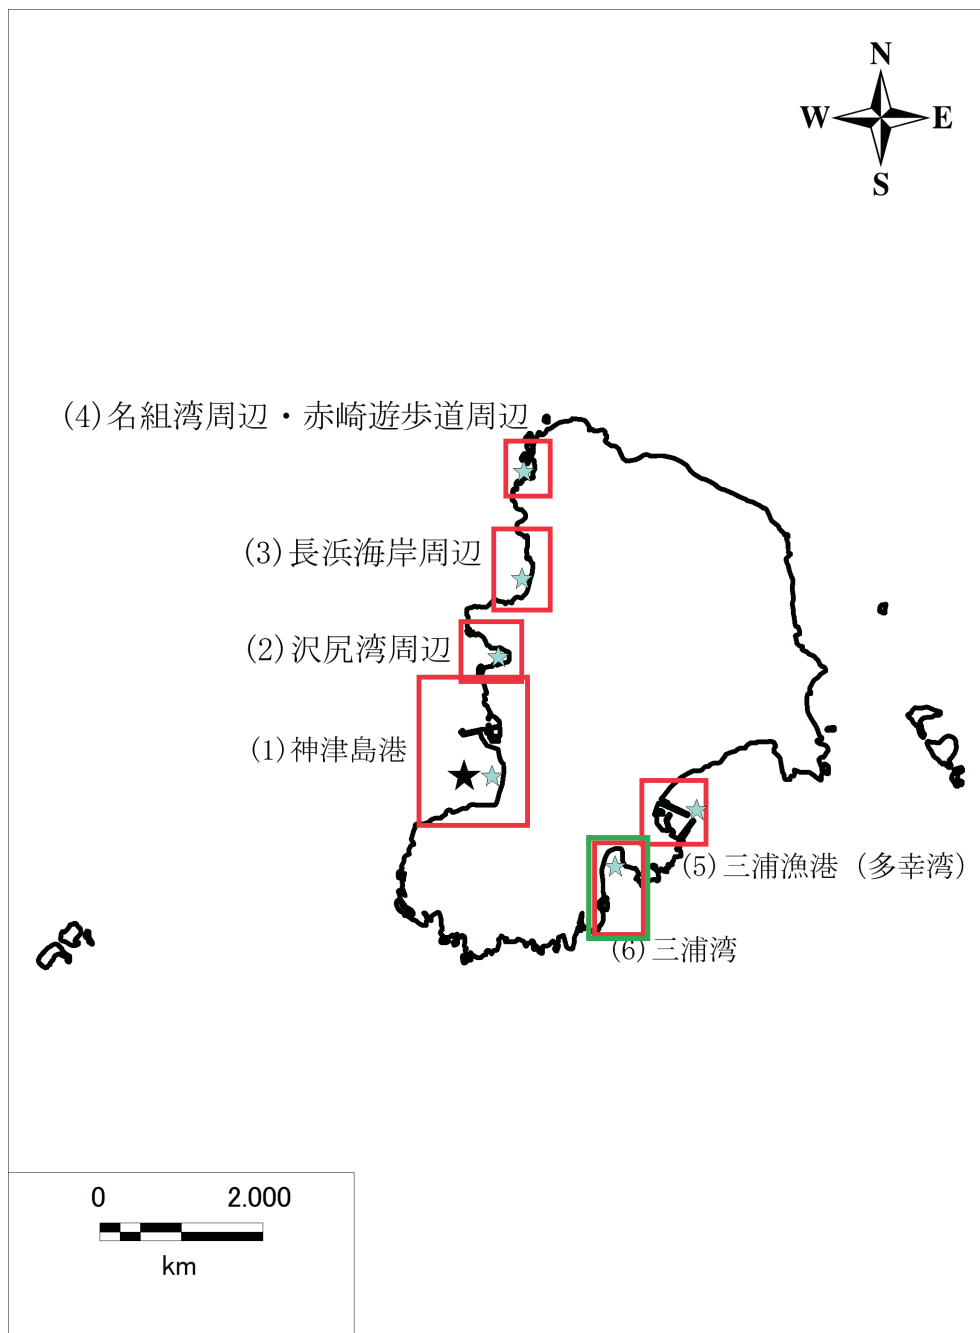 N
W E
S
(4)名組湾周辺・赤崎遊歩道周辺
(3)長浜海岸周辺
(2)沢尻湾周辺
(1)神津島港
(5)三浦漁港（多幸湾）
(6)三浦湾
0 2.000
km